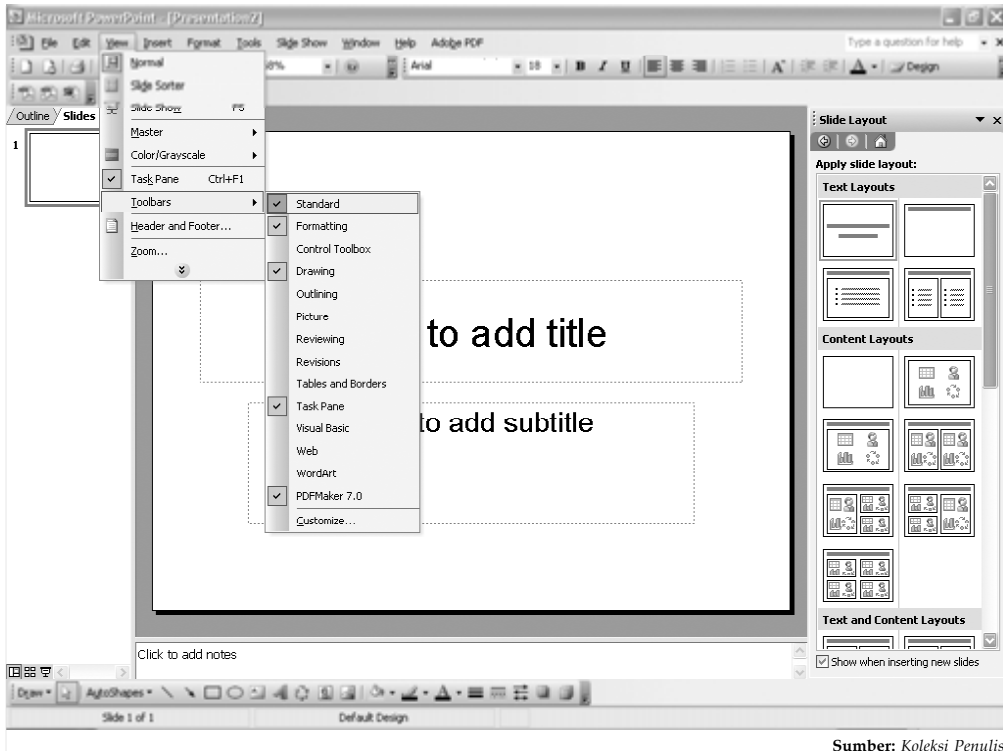 Microsoft PowerPoint - [Presentation2]
File Edit View Insert Format Tools Slide Show Window Help Adobe PDF Type a question for help
8% Arial 18 B I U Design
Outline Slides
1
Normal
Slide Sorter
Slide Show F5
Master
Color/Grayscale
Task Pane Ctrl+F1
Toolbars
Header and Footer...
Zoom...
Standard
Formatting
Control Toolbox
Drawing
Outlining
Picture
Reviewing
Revisions
Tables and Borders
Task Pane
Visual Basic
Web
WordArt
PDFMaker 7.0
Customize...
to add title
to add subtitle
Slide Layout
Apply slide layout:
Text Layouts
Content Layouts
Text and Content Layouts
Show when inserting new slides
Click to add notes
Draw AutoShapes
Slide 1 of 1 Default Design
Sumber: Koleksi Penulis